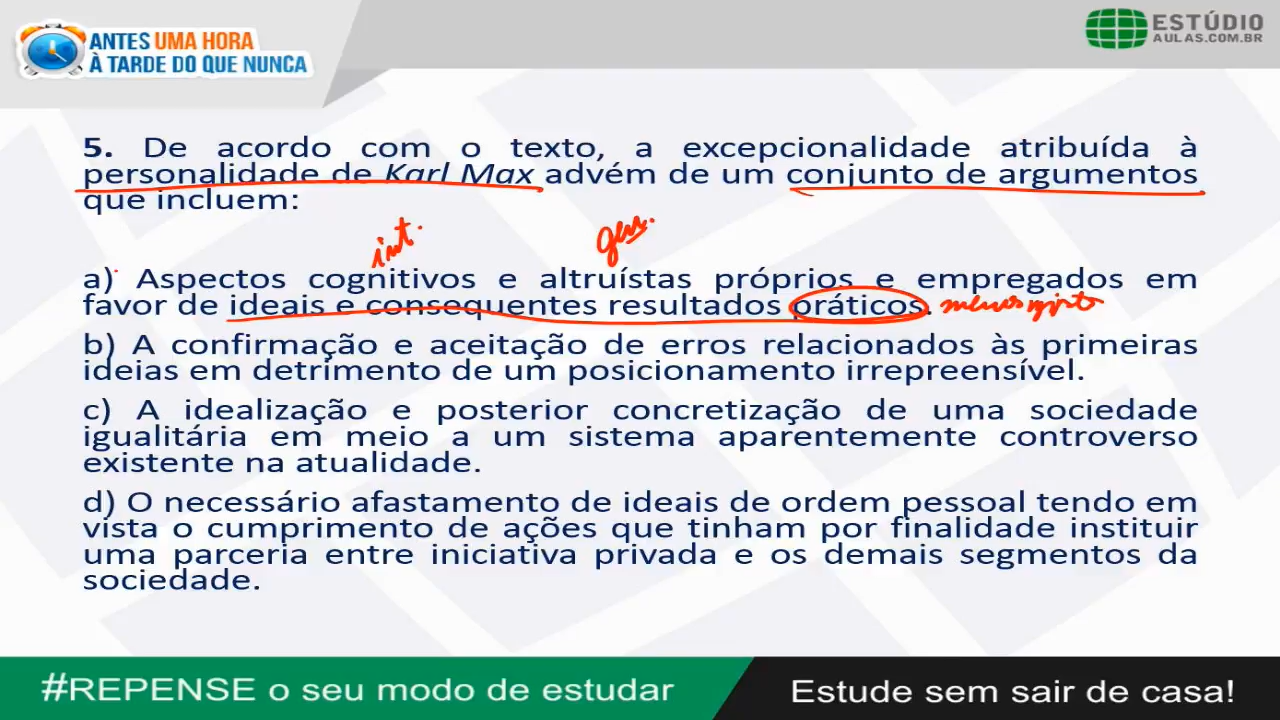 ANTES UMA HORA
À TARDE DO QUE NUNCA
ESTÚDIO
AULAS.COM.BR
5. De acordo com o texto, a excepcionalidade atribuída à
personalidade de Karl Max advém de um conjunto de argumentos
que incluem:
int. gen.
a) Aspectos cognitivos e altruístas próprios e empregados em
favor de ideais e consequentes resultados práticos.
b) A confirmação e aceitação de erros relacionados às primeiras
ideias em detrimento de um posicionamento irrepreensível.
c) A idealização e posterior concretização de uma sociedade
igualitária em meio a um sistema aparentemente controverso
existente na atualidade.
d) O necessário afastamento de ideais de ordem pessoal tendo em
vista o cumprimento de ações que tinham por finalidade instituir
uma parceria entre iniciativa privada e os demais segmentos da
sociedade.
#REPENSE o seu modo de estudar
Estude sem sair de casa!